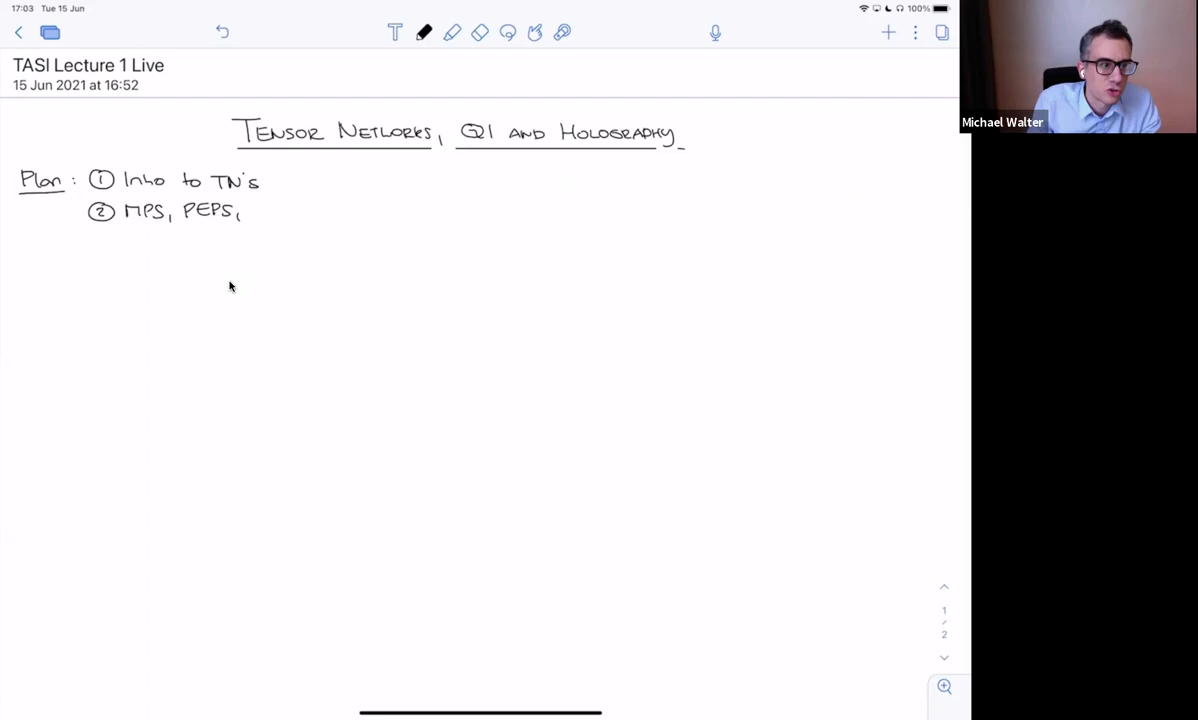 17:03 Tue 15 Jun
100%
TASI Lecture 1 Live
15 Jun 2021 at 16:52
TENSOR NETWORKS, QI AND HOLOGRAPHY
Plan: ① Intro to TN's
② MPS, PEPS,
Michael Walter
1
/
2